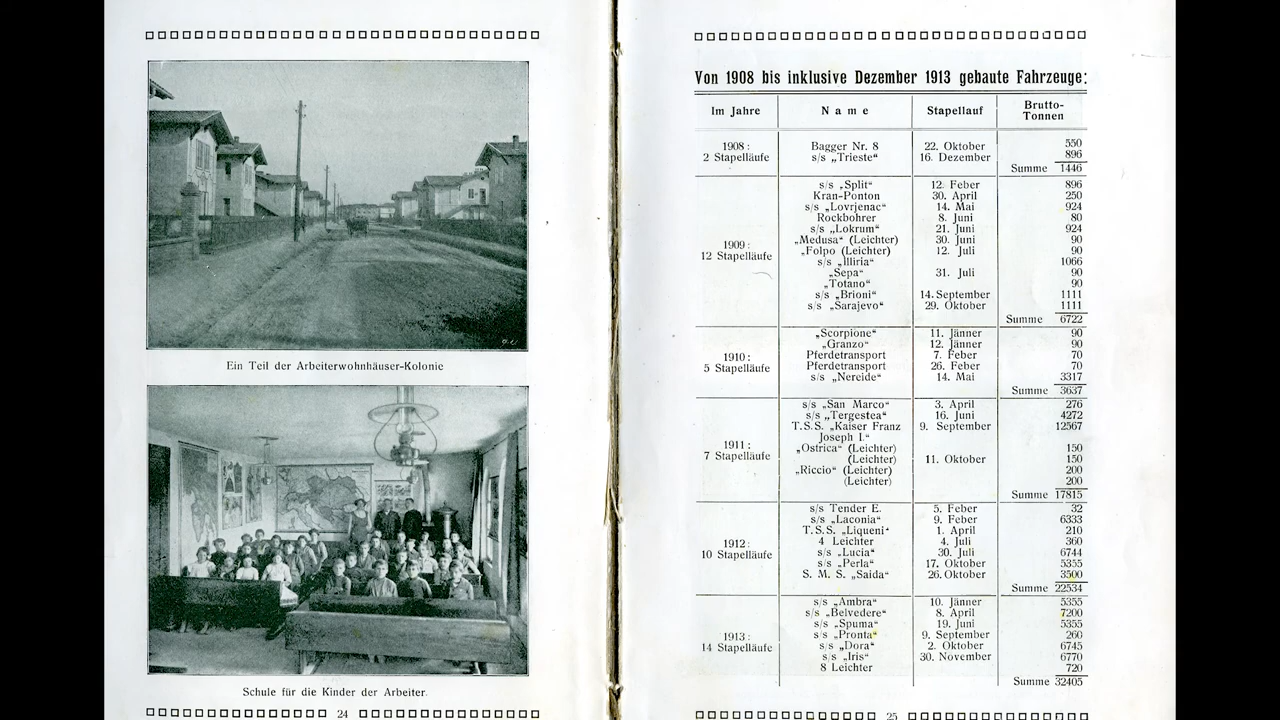 Ein Teil der Arbeiterwohnhäuser-Kolonie
Schule für die Kinder der Arbeiter.
24
Von 1908 bis inklusive Dezember 1913 gebaute Fahrzeuge:
Im Jahre Name Stapellauf Brutto-Tonnen
1908:
2 Stapelläufe
Bagger Nr. 8 22. Oktober 550
s/s „Trieste“ 16. Dezember 896
Summe 1446
1909:
12 Stapelläufe
s/s „Split“ 12. Feber 896
Kran-Ponton 30. April 250
s/s „Lovrjenac“ 14. Mai 924
Rockbohrer 8. Juni 80
s/s „Lokrum“ 21. Juni 924
„Medusa“ (Leichter) 30. Juni 90
„Folpo (Leichter) 12. Juli 90
s/s „Illiria“ 1066
„Sepa“ 31. Juli 90
„Totano“ 90
s/s „Brioni“ 14. September 1111
s/s „Sarajevo“ 29. Oktober 1111
Summe 6722
1910:
5 Stapelläufe
„Scorpione“ 11. Jänner 90
„Granzo“ 12. Jänner 90
Pferdetransport 7. Feber 70
Pferdetransport 26. Feber 70
s/s „Nereide“ 14. Mai 3317
Summe 3637
1911:
7 Stapelläufe
s/s „San Marco“ 3. April 276
s/s „Tergestea“ 16. Juni 4272
T.S.S. „Kaiser Franz 9. September 12567
Joseph I.“
„Ostrica“ (Leichter) 150
(Leichter) 11. Oktober 150
„Riccio“ (Leichter) 200
(Leichter) 200
Summe 17815
1912:
10 Stapelläufe
s/s Tender E. 5. Feber 32
s/s „Laconia“ 9. Feber 6333
T.S.S. „Liqueni“ 1. April 210
4 Leichter 4. Juli 360
s/s „Lucia“ 30. Juli 6744
s/s „Perla“ 17. Oktober 5355
S. M. S. „Saida“ 26. Oktober 3500
Summe 22534
1913:
14 Stapelläufe
s/s „Ambra“ 10. Jänner 5355
s/s „Belvedere“ 8. April 7200
s/s „Spuma“ 19. Juni 5355
s/s „Pronta“ 9. September 260
s/s „Dora“ 2. Oktober 6745
s/s „Iris“ 30. November 6770
8 Leichter 720
Summe 32405
25